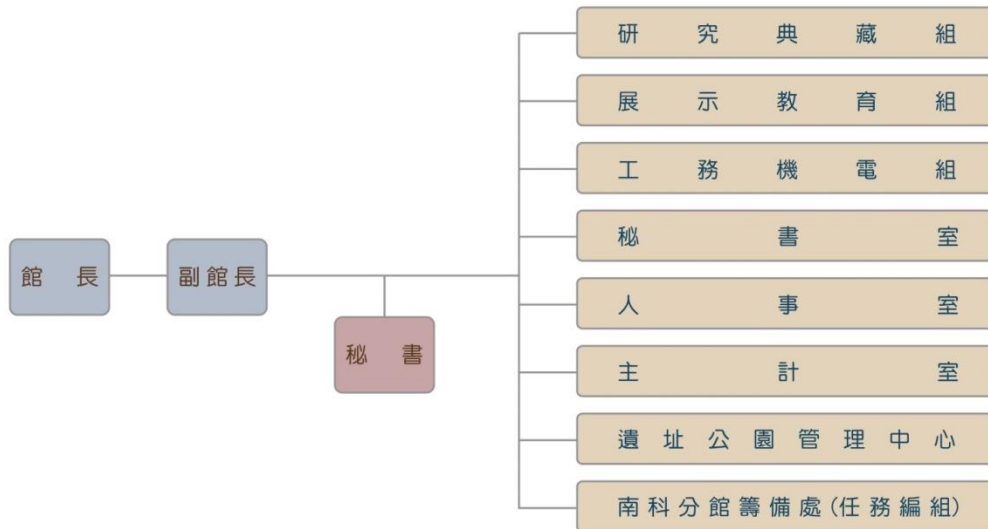 館長
副館長
秘書
研究典藏組
展示教育組
工務機電組
秘書室
人事室
主計室
遺址公園管理中心
南科分館籌備處(任務編組)